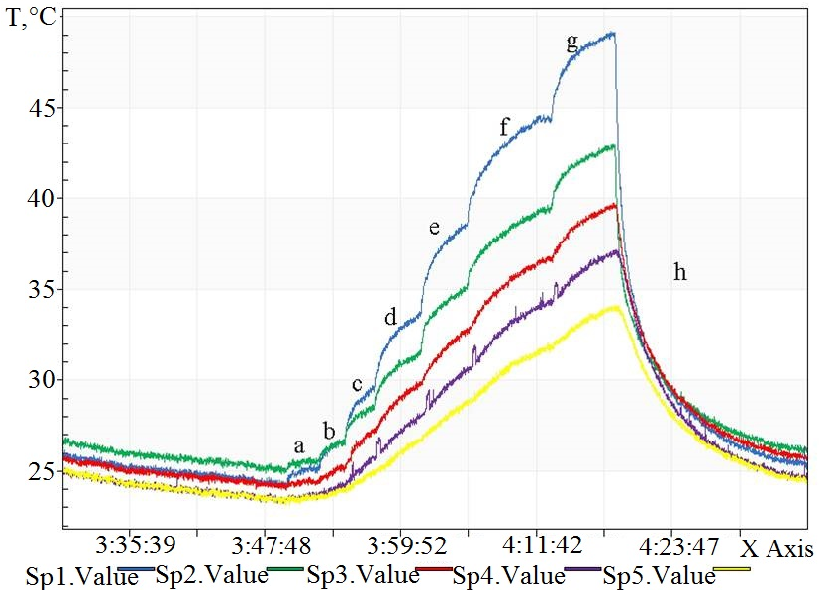 T,°C
45
40
35
30
25
a
b
c
d
e
f
g
h
3:35:39 3:47:48 3:59:52 4:11:42 4:23:47 X Axis
Sp1.Value Sp2.Value Sp3.Value Sp4.Value Sp5.Value